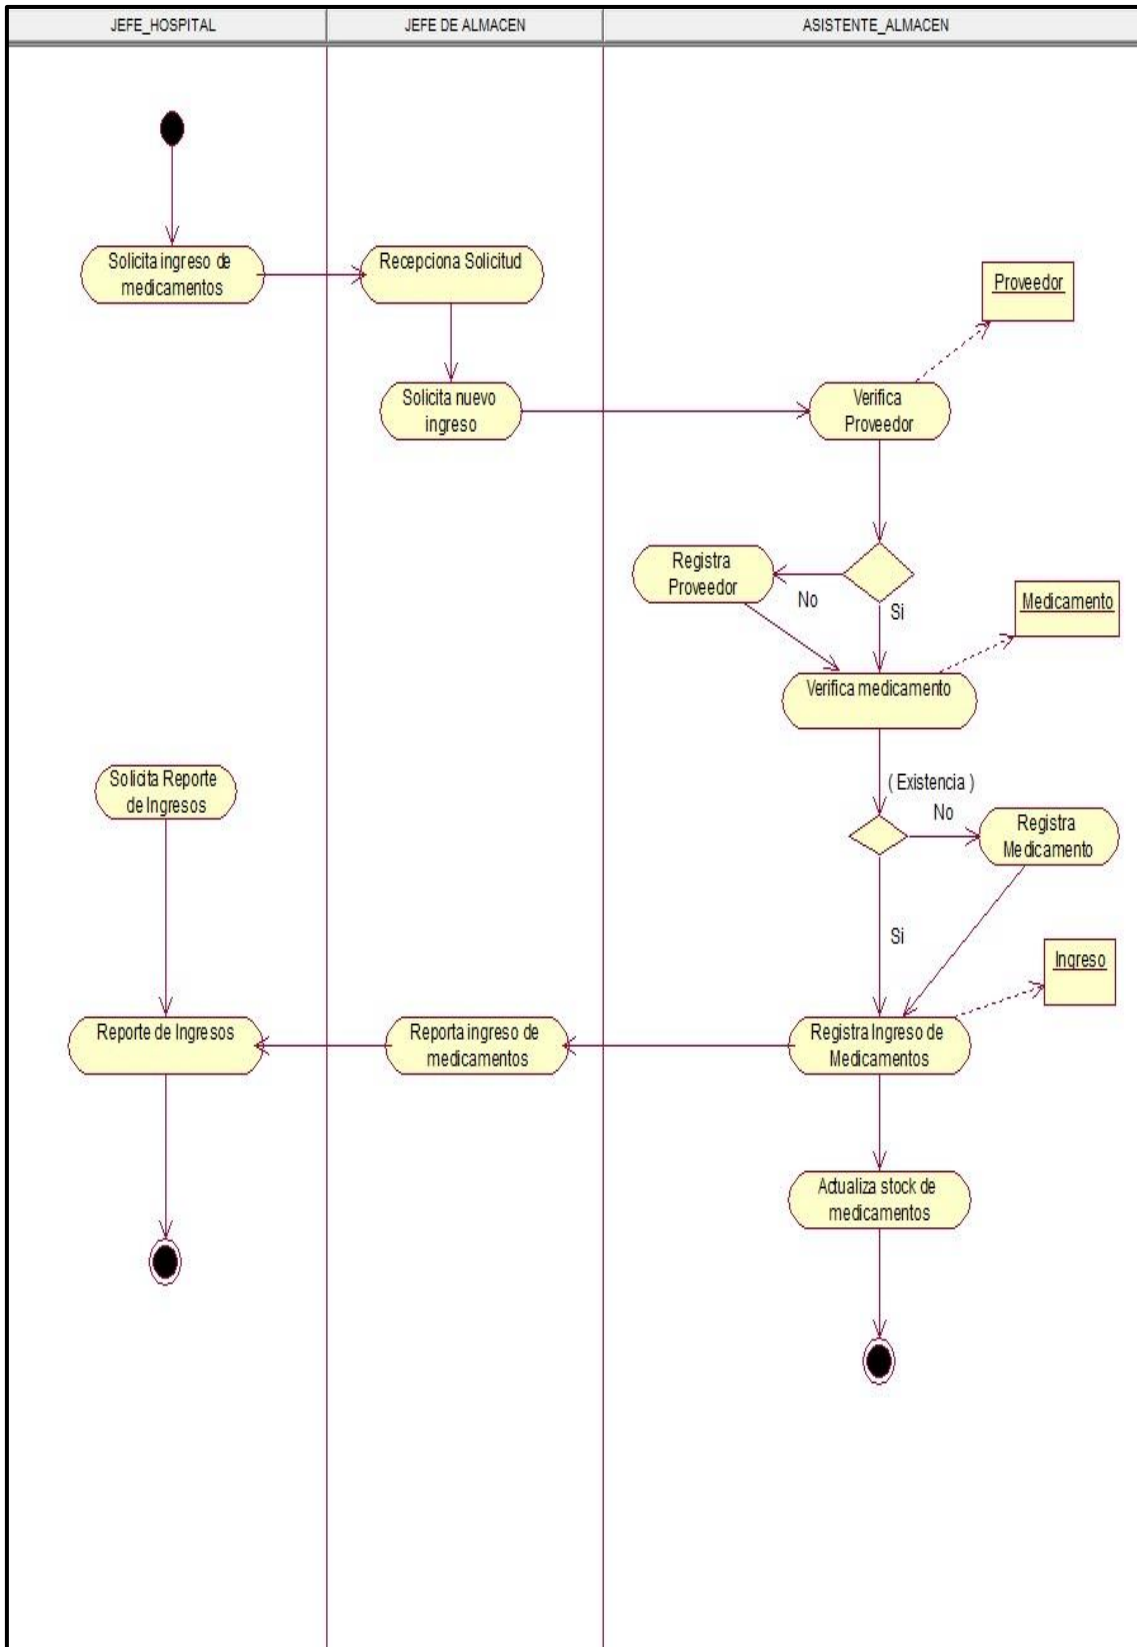 JEFE_HOSPITAL
JEFE DE ALMACEN
ASISTENTE_ALMACEN
Solicita ingreso de
medicamentos
Recepciona Solicitud
Proveedor
Solicita nuevo
ingreso
Verifica
Proveedor
Registra
Proveedor
No
Si
Medicamento
Verifica medicamento
Solicita Reporte
de Ingresos
( Existencia )
No
Registra
Medicamento
Si
Ingreso
Reporte de Ingresos
Reporta ingreso de
medicamentos
Registra Ingreso de
Medicamentos
Actualiza stock de
medicamentos